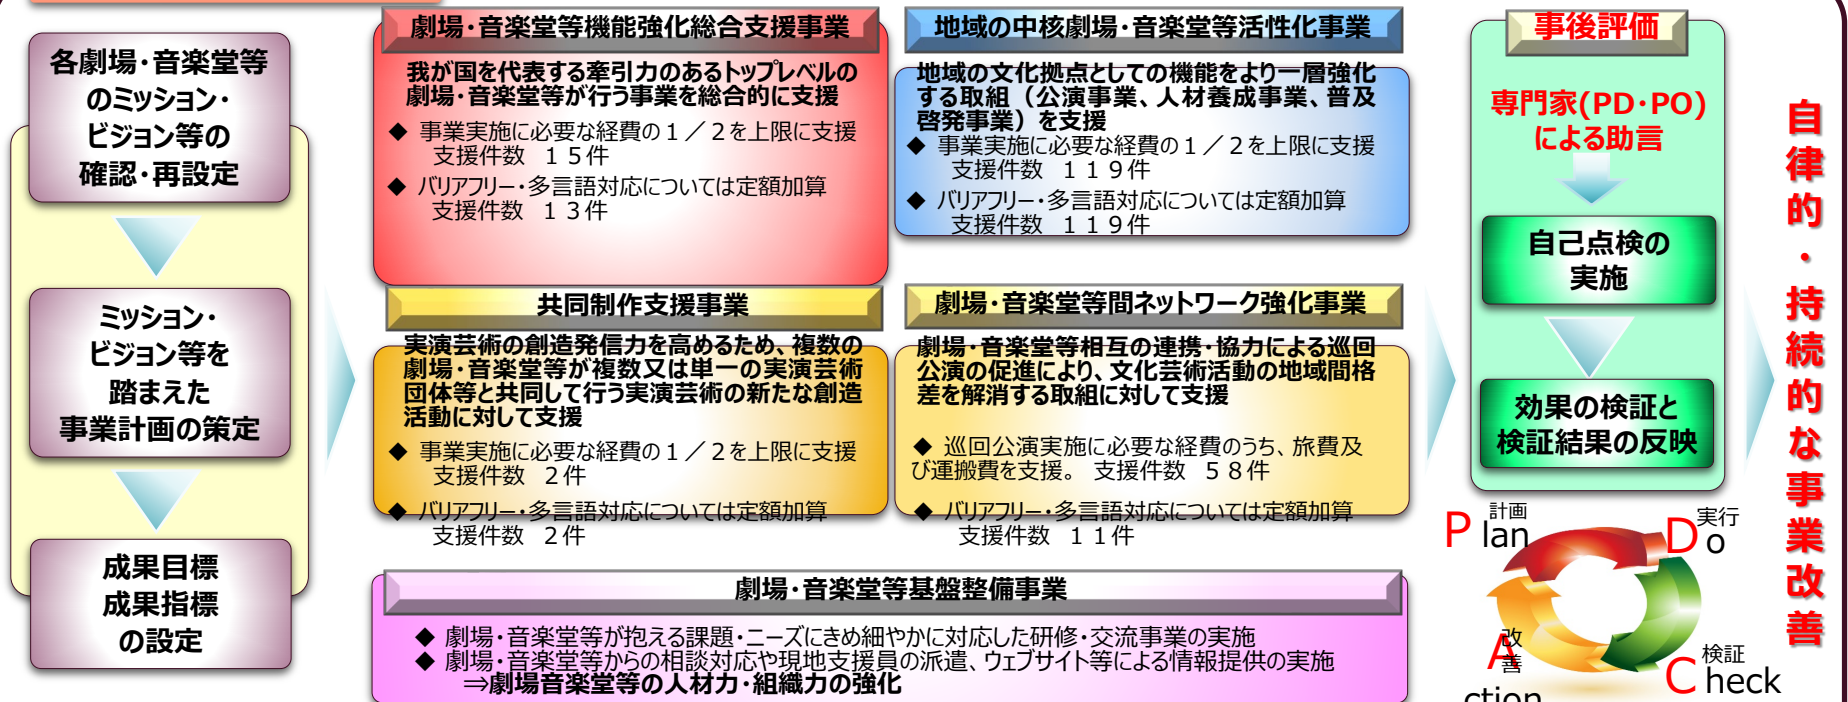 各劇場・音楽堂等
のミッション・
ビジョン等の
確認・再設定
ミッション・
ビジョン等を
踏まえた
事業計画の策定
成果目標
成果指標
の設定
劇場・音楽堂等機能強化総合支援事業
我が国を代表する牽引力のあるトップレベルの
劇場・音楽堂等が行う事業を総合的に支援
◆ 事業実施に必要な経費の１／２を上限に支援
支援件数 １５件
◆ バリアフリー・多言語対応については定額加算
支援件数 １３件
地域の中核劇場・音楽堂等活性化事業
地域の文化拠点としての機能をより一層強化
する取組（公演事業、人材養成事業、普及
啓発事業）を支援
◆ 事業実施に必要な経費の１／２を上限に支援
支援件数 １１９件
◆ バリアフリー・多言語対応については定額加算
支援件数 １１９件
共同制作支援事業
実演芸術の創造発信力を高めるため、複数の
劇場・音楽堂等が複数又は単一の実演芸術
団体等と共同して行う実演芸術の新たな創造
活動に対して支援
◆ 事業実施に必要な経費の１／２を上限に支援
支援件数 ２件
◆ バリアフリー・多言語対応については定額加算
支援件数 ２件
劇場・音楽堂等間ネットワーク強化事業
劇場・音楽堂等相互の連携・協力による巡回
公演の促進により、文化芸術活動の地域間格
差を解消する取組に対して支援
◆ 巡回公演実施に必要な経費のうち、旅費及
び運搬費を支援。 支援件数 ５８件
◆ バリアフリー・多言語対応については定額加算
支援件数 １１件
劇場・音楽堂等基盤整備事業
◆ 劇場・音楽堂等が抱える課題・ニーズにきめ細やかに対応した研修・交流事業の実施
◆ 劇場・音楽堂等からの相談対応や現地支援員の派遣、ウェブサイト等による情報提供の実施
⇒劇場音楽堂等の人材力・組織力の強化
事後評価
専門家(PD・PO)
による助言
自己点検の
実施
効果の検証と
検証結果の反映
計画
Plan
実行
Do
検証
Check
改善
Action
自律的・持続的な事業改善